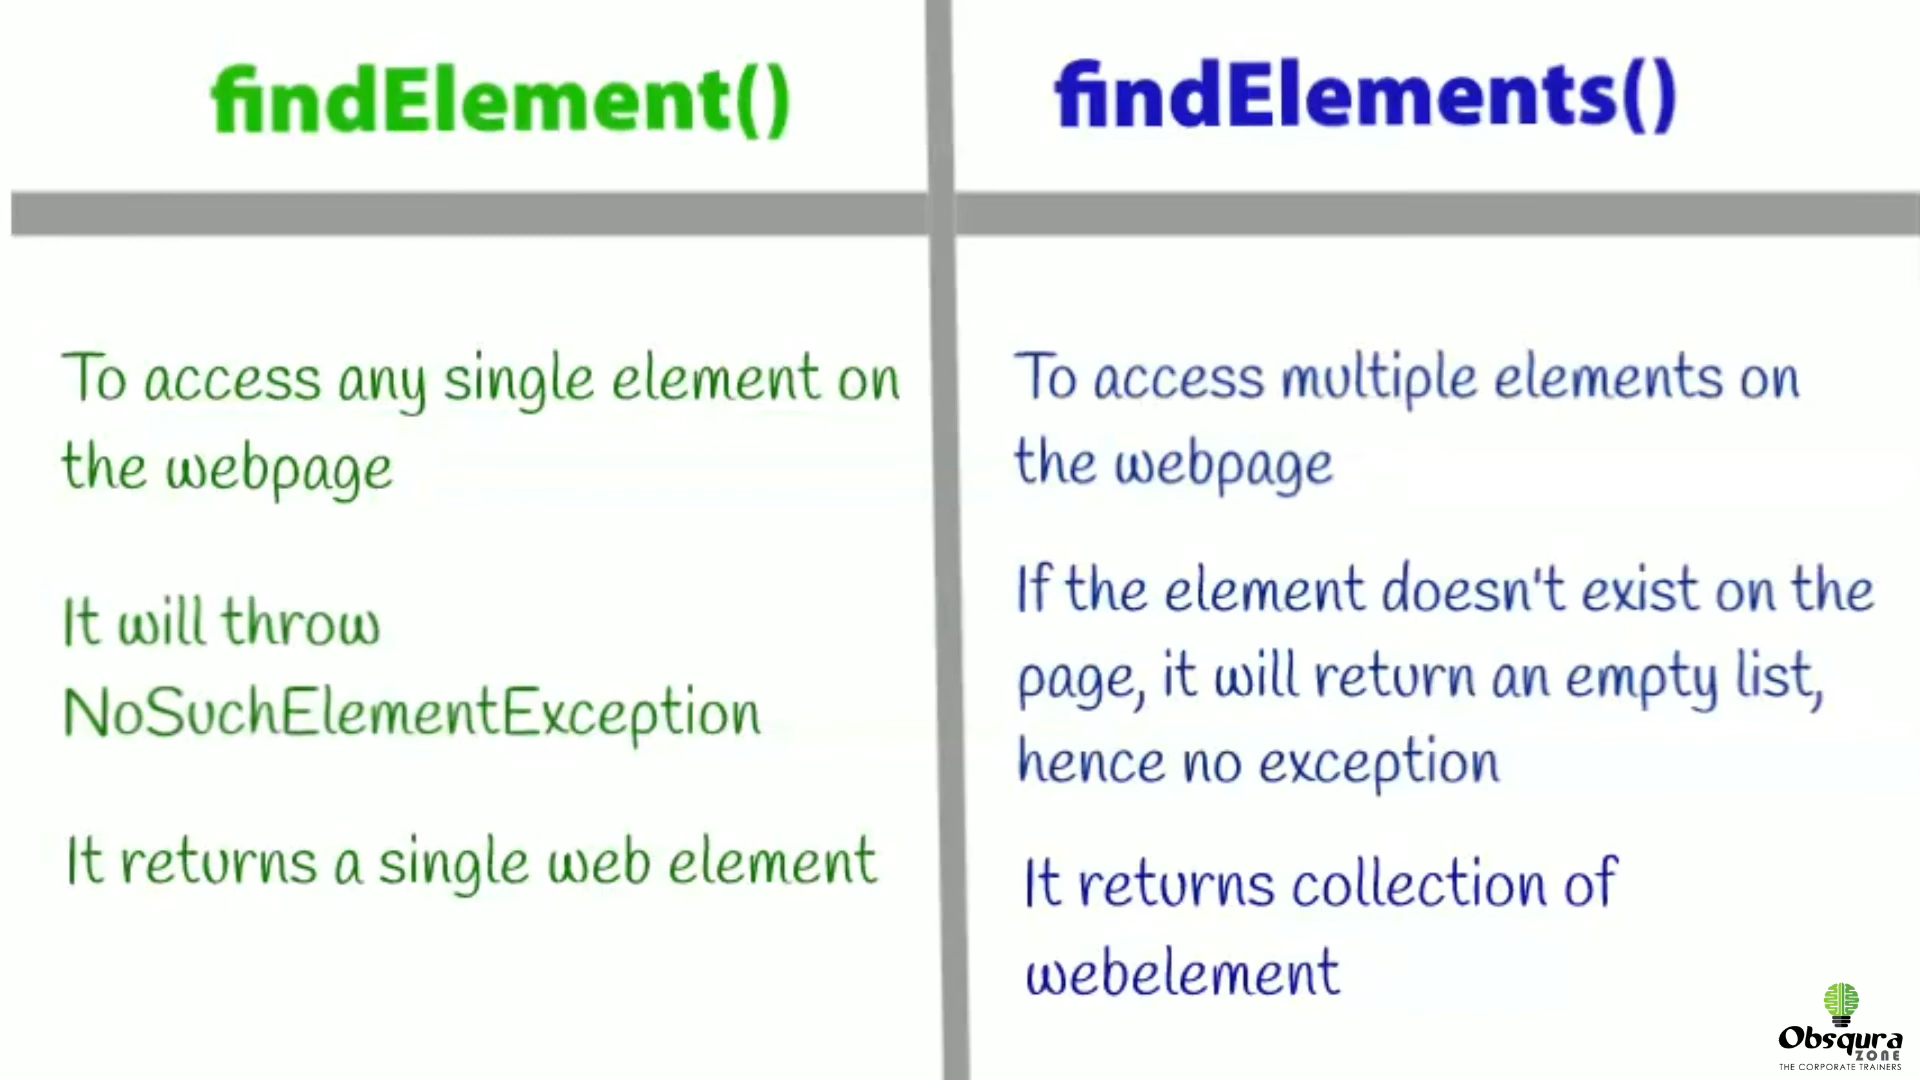 findElement()
findElements()
To access any single element on
the webpage
It will throw
NoSuchElementException
It returns a single web element
To access multiple elements on
the webpage
If the element doesn't exist on the
page, it will return an empty list,
hence no exception
It returns collection of
webelement
Obsqura
ZONE
THE CORPORATE TRAINERS